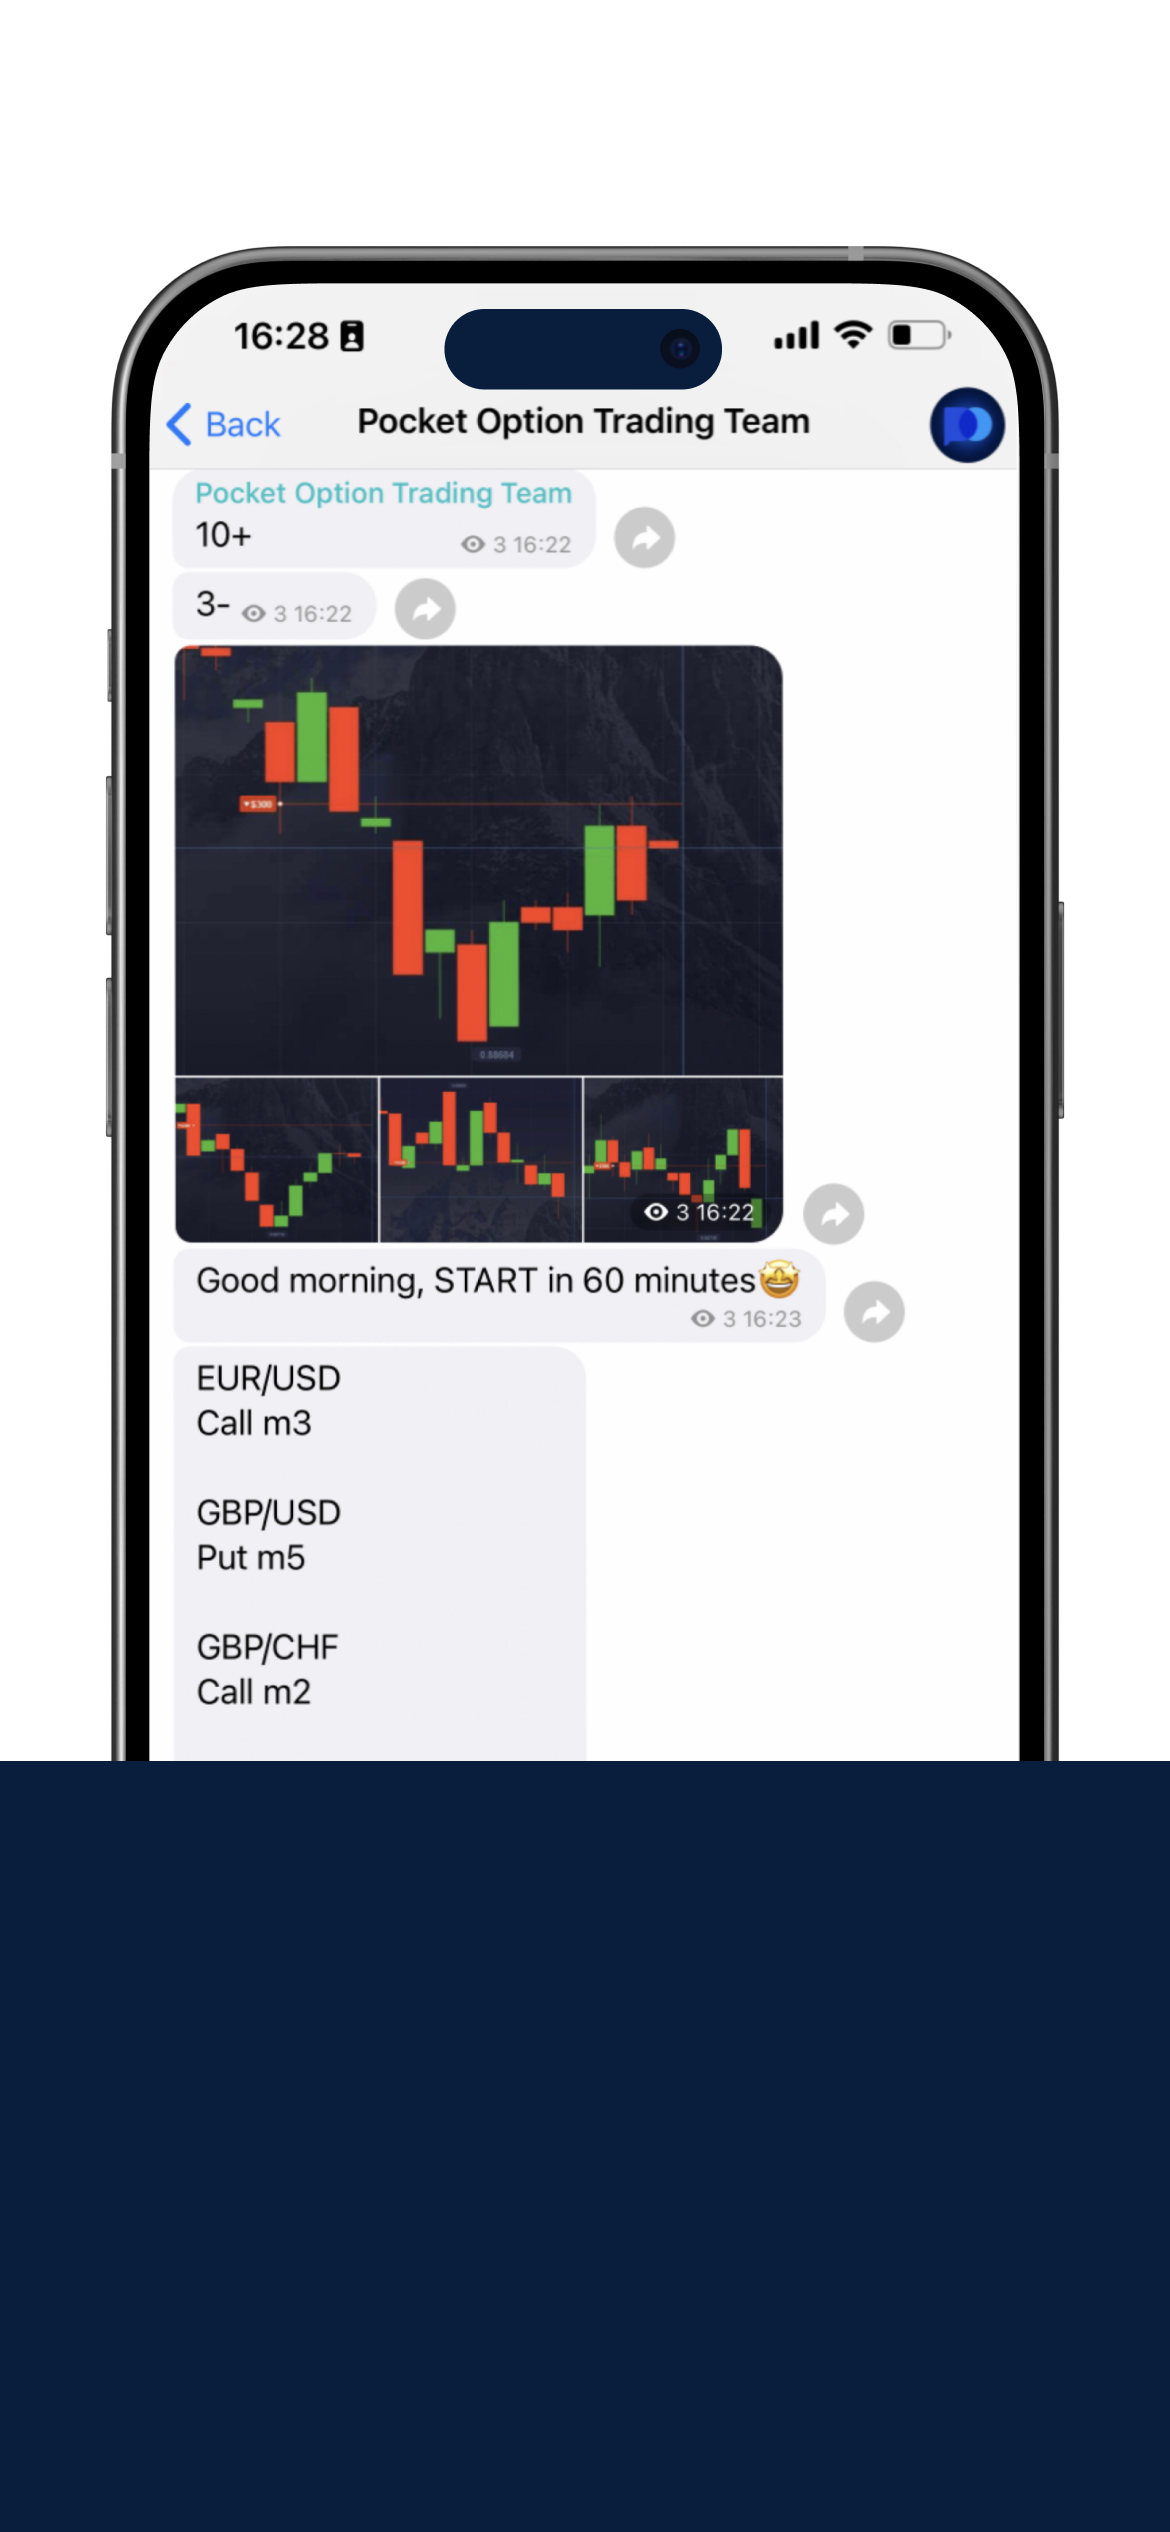 16:28
Back
Pocket Option Trading Team
Pocket Option Trading Team
10+
3 16:22
3- 3 16:22
$300
0.88684
3 16:22
Good morning, START in 60 minutes🤩
3 16:23
EUR/USD
Call m3
GBP/USD
Put m5
GBP/CHF
Call m2